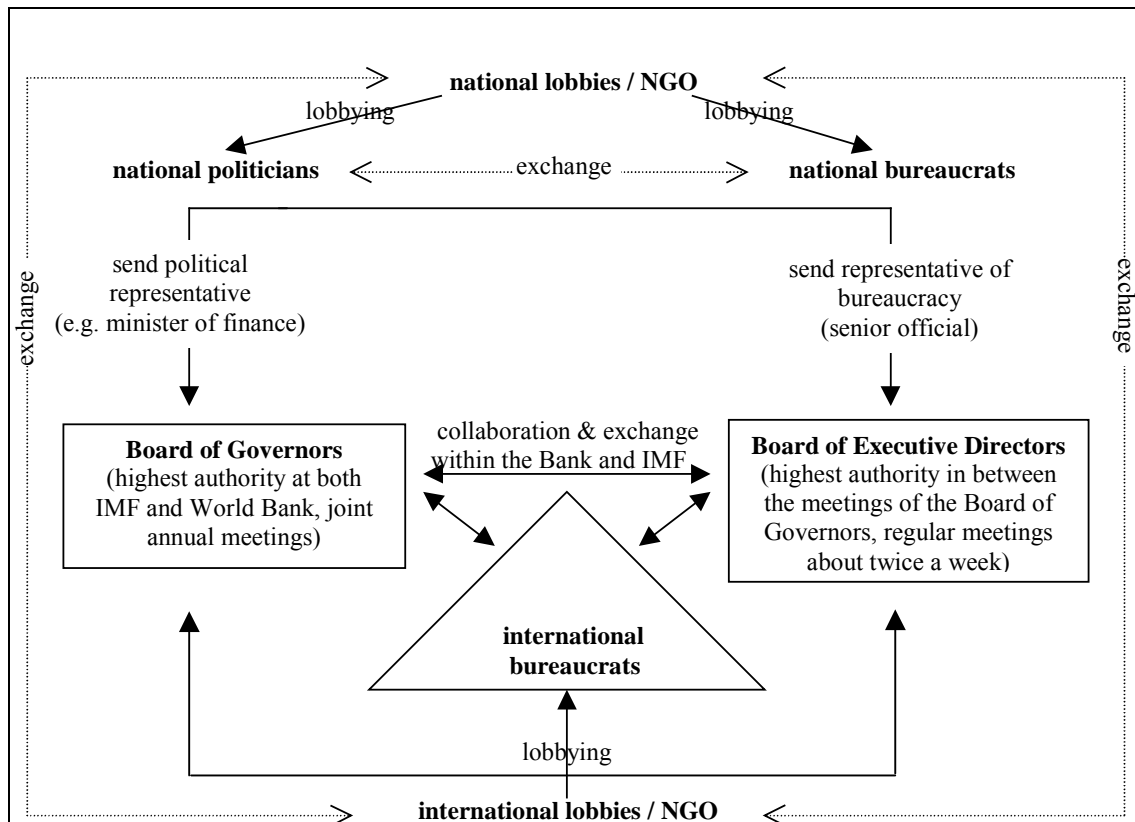 national lobbies / NGO
lobbying
lobbying
national politicians
exchange
national bureaucrats
send political
representative
(e.g. minister of finance)
send representative of
bureaucracy
(senior official)
exchange
exchange
Board of Governors
(highest authority at both
IMF and World Bank, joint
annual meetings)
collaboration & exchange
within the Bank and IMF
Board of Executive Directors
(highest authority in between
the meetings of the Board of
Governors, regular meetings
about twice a week)
international
bureaucrats
lobbying
international lobbies / NGO